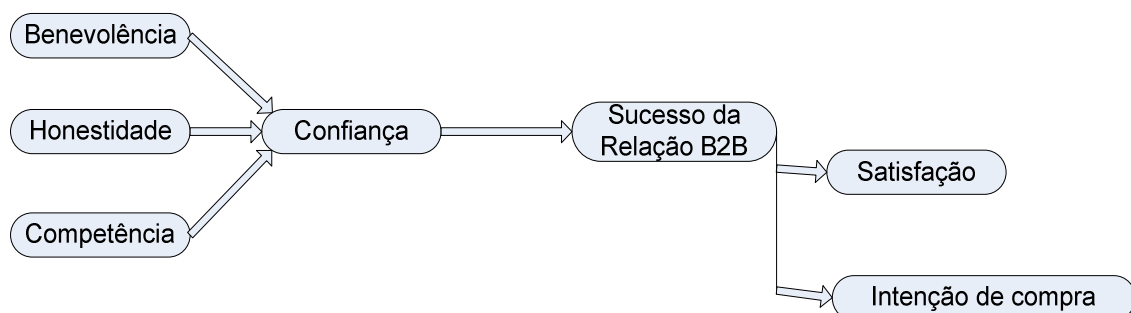 Benevolência
Honestidade
Competência
Confiança
Sucesso da
Relação B2B
Satisfação
Intenção de compra